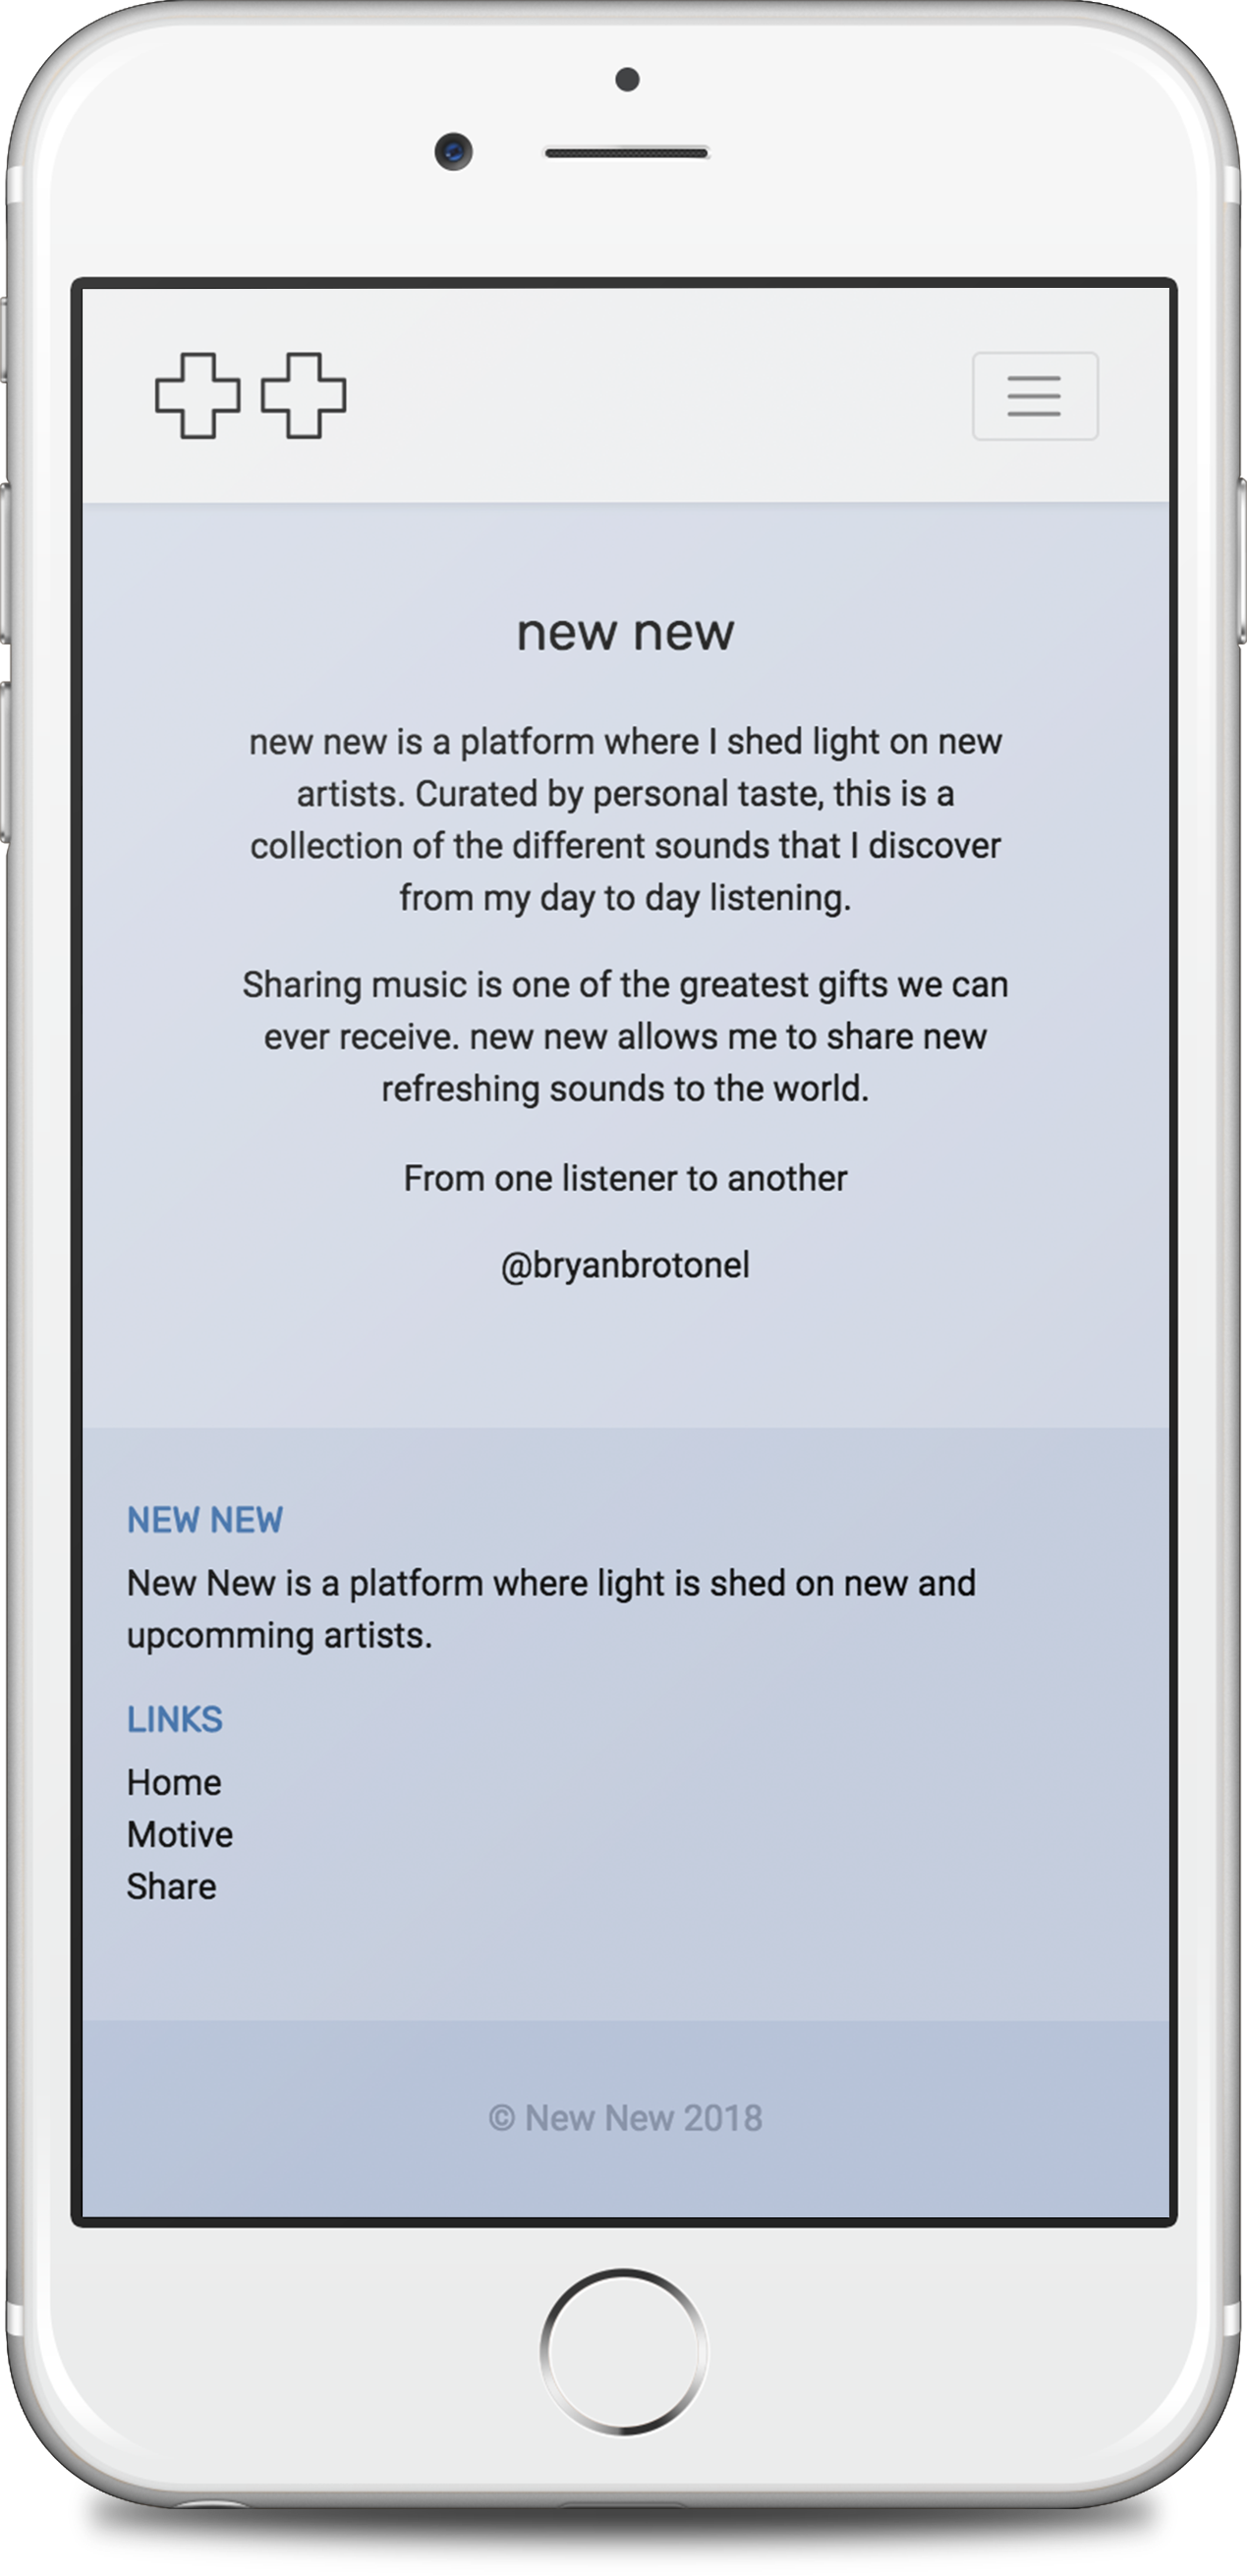 new new
new new is a platform where I shed light on new
artists. Curated by personal taste, this is a
collection of the different sounds that I discover
from my day to day listening.
Sharing music is one of the greatest gifts we can
ever receive. new new allows me to share new
refreshing sounds to the world.
From one listener to another
@bryanbrotonel
NEW NEW
New New is a platform where light is shed on new and
upcomming artists.
LINKS
Home
Motive
Share
© New New 2018